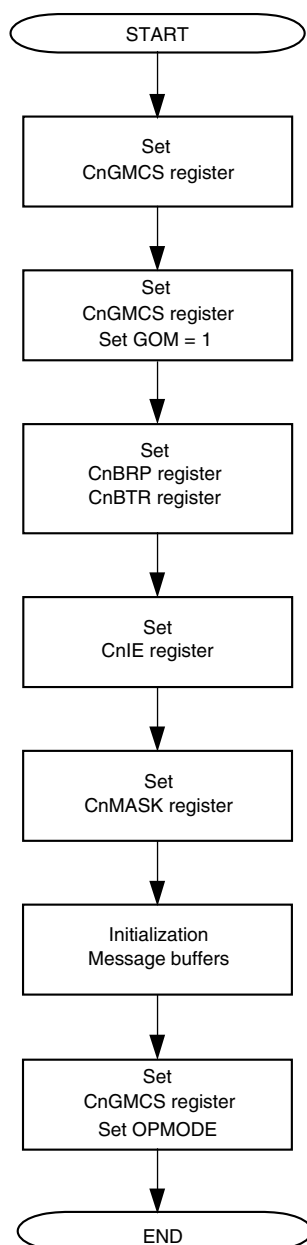 START
Set
CnGMCS register
Set
CnGMCS register
Set GOM = 1
Set
CnBRP register
CnBTR register
Set
CnIE register
Set
CnMASK register
Initialization
Message buffers
Set
CnGMCS register
Set OPMODE
END